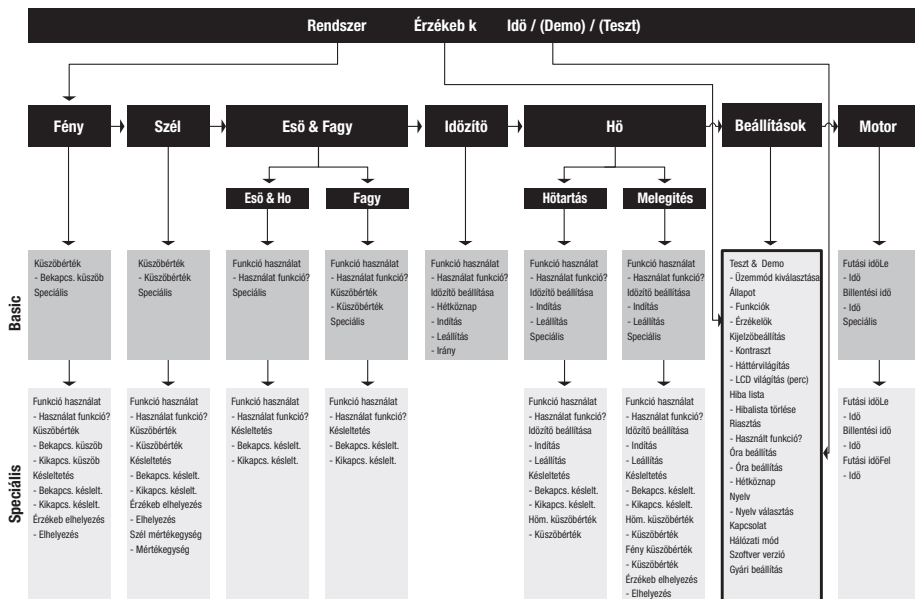 Rendszer Érzékeb k Idö / (Demo) / (Teszt)
Fény Szél Esö & Fagy Idözítö Hö Beállítások Motor
Esö & Ho Fagy Hötartás Melegités
Basic
Küszöbérték
- Bekapcs. küszöb
Speciális
Küszöbérték
- Küszöbérték
Speciális
Funkció használat
- Használat funkció?
Speciális
Funkció használat
- Használat funkció?
Küszöbérték
- Küszöbérték
Speciális
Funkció használat
- Használat funkció?
Idözítö beállítása
- Hétköznap
- Indítás
- Leállítás
- Irány
Funkció használat
- Használat funkció?
Idözítö beállítása
- Indítás
- Leállítás
Speciális
Funkció használat
- Használat funkció?
Idözítö beállítása
- Indítás
- Leállítás
Speciális
Teszt & Demo
- Üzemmód kiválasztása
Állapot
- Funkciók
- Érzékelök
Kijelzöbeállítás
- Kontraszt
- Háttérvilágítás
- LCD világítás (perc)
Hiba lista
- Hibalista törlése
Riasztás
- Használt funkció?
Óra beállítás
- Óra beállítás
- Hétköznap
Nyelv
- Nyelv választás
Kapcsolat
Hálózati mód
Szoftver verzió
Gyári beállítás
Futási idöLe
- Idö
Billentési idö
- Idö
Speciális
Speciális
Funkció használat
- Használat funkció?
Küszöbérték
- Bekapcs. küszöb
- Kikapcs. küszöb
Késleltetés
- Bekapcs. késlelt.
- Kikapcs. késlelt.
Érzékeb elhelyezés
- Elhelyezés
Funkció használat
- Használat funkció?
Küszöbérték
- Küszöbérték
Késleltetés
- Bekapcs. késlelt.
- Kikapcs. késlelt.
Érzékeb elhelyezés
- Elhelyezés
Szél mértékegység
- Mértékegység
Funkció használat
- Használat funkció?
Késleltetés
- Bekapcs. késlelt.
- Kikapcs. késlelt.
Funkció használat
- Használat funkció?
Késleltetés
- Bekapcs. késlelt.
- Kikapcs. késlelt.
Funkció használat
- Használat funkció?
Idözítö beállítása
- Indítás
- Leállítás
Késleltetés
- Bekapcs. késlelt.
- Kikapcs. késlelt.
Höm. küszöbérték
- Küszöbérték
Funkció használat
- Használat funkció?
Idözítö beállítása
- Indítás
- Leállítás
Késleltetés
- Bekapcs. késlelt.
- Kikapcs. késlelt.
Höm. küszöbérték
- Küszöbérték
Fény küszöbérték
- Küszöbérték
Érzékeb elhelyezés
- Elhelyezés
Futási idöLe
- Idö
Billentési idö
- Idö
Futási idöFel
- Idö